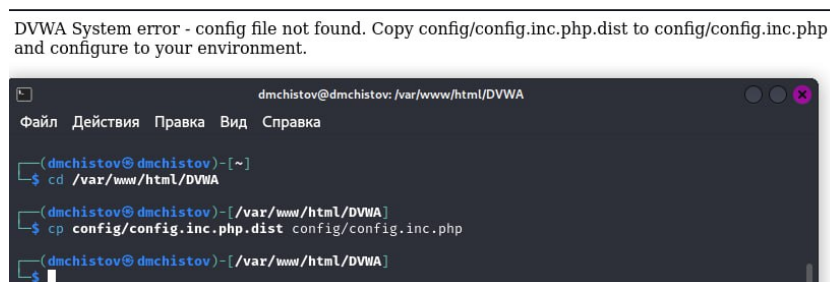 DVWA System error - config file not found. Copy config/config.inc.php.dist to config/config.inc.php
and configure to your environment.
dmchistov@dmchistov: /var/www/html/DVWA
Файл Действия Правка Вид Справка
┌──(dmchistov㉿dmchistov)-[~]
└─$ cd /var/www/html/DVWA
┌──(dmchistov㉿dmchistov)-[/var/www/html/DVWA]
└─$ cp config/config.inc.php.dist config/config.inc.php
┌──(dmchistov㉿dmchistov)-[/var/www/html/DVWA]
└─$